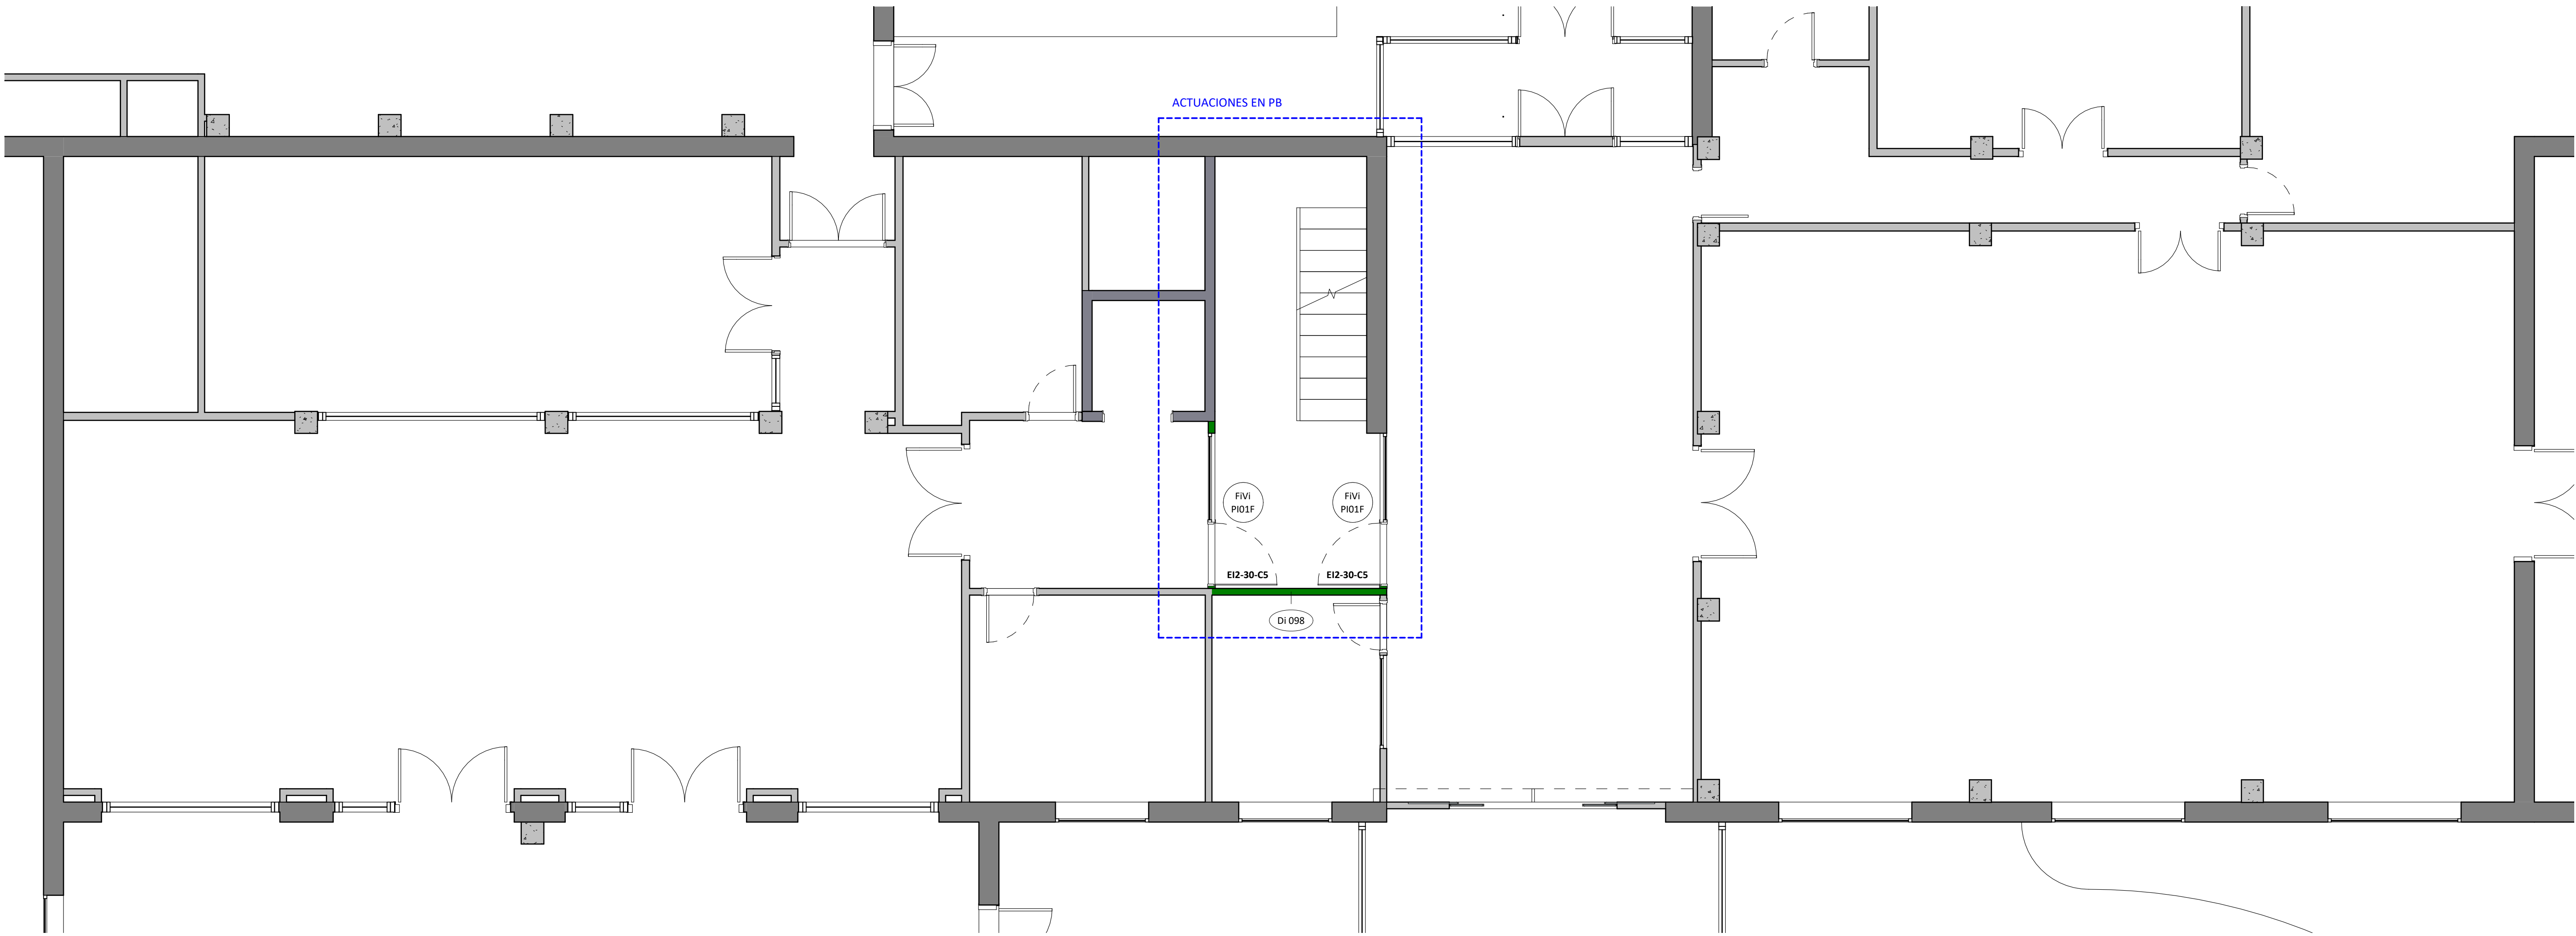 ACTUACIONES EN PB
FiVi
PI01F
FiVi
PI01F
EI2-30-C5
EI2-30-C5
Di 098